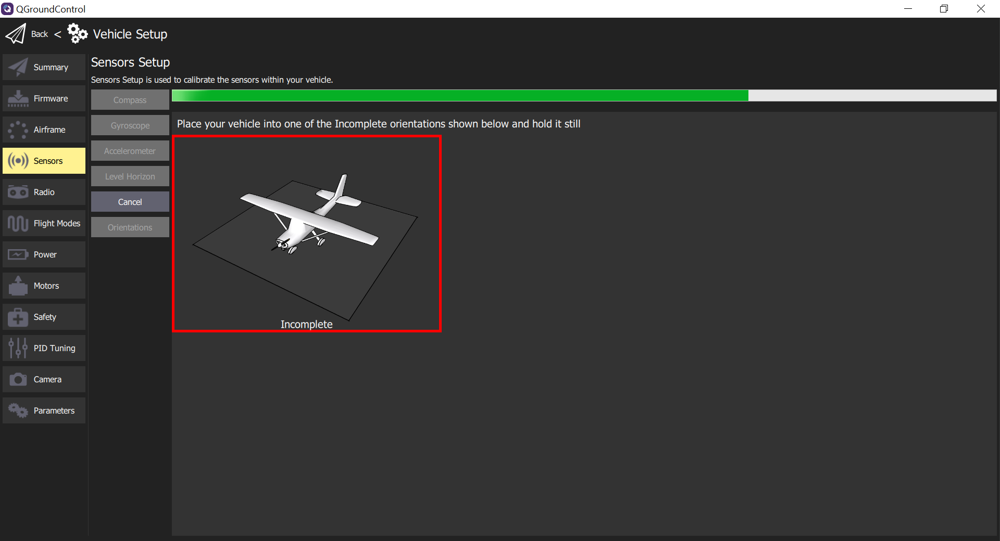 QGroundControl
Back < Vehicle Setup
Summary
Firmware
Airframe
Sensors
Radio
Flight Modes
Power
Motors
Safety
PID Tuning
Camera
Parameters
Sensors Setup
Sensors Setup is used to calibrate the sensors within your vehicle.
Compass
Gyroscope
Accelerometer
Level Horizon
Cancel
Orientations
Place your vehicle into one of the Incomplete orientations shown below and hold it still
Incomplete